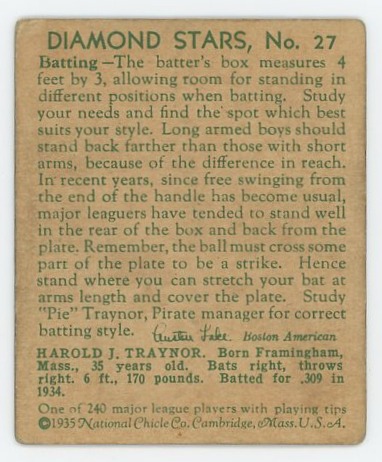 DIAMOND STARS, No. 27
Batting—The batter's box measures 4
feet by 3, allowing room for standing in
different positions when batting. Study
your needs and find the spot which best
suits your style. Long armed boys should
stand back farther than those with short
arms, because of the difference in reach.
In recent years, since free swinging from
the end of the handle has become usual,
major leaguers have tended to stand well
in the rear of the box and back from the
plate. Remember, the ball must cross some
part of the plate to be a strike. Hence
stand where you can stretch your bat at
arms length and cover the plate. Study
"Pie" Traynor, Pirate manager for correct
batting style. Austen Lake Boston American
HAROLD J. TRAYNOR. Born Framingham,
Mass., 35 years old. Bats right, throws
right. 6 ft., 170 pounds. Batted for .309 in
1934.
One of 240 major league players with playing tips
©1935 National Chicle Co. Cambridge, Mass. U.S.A.